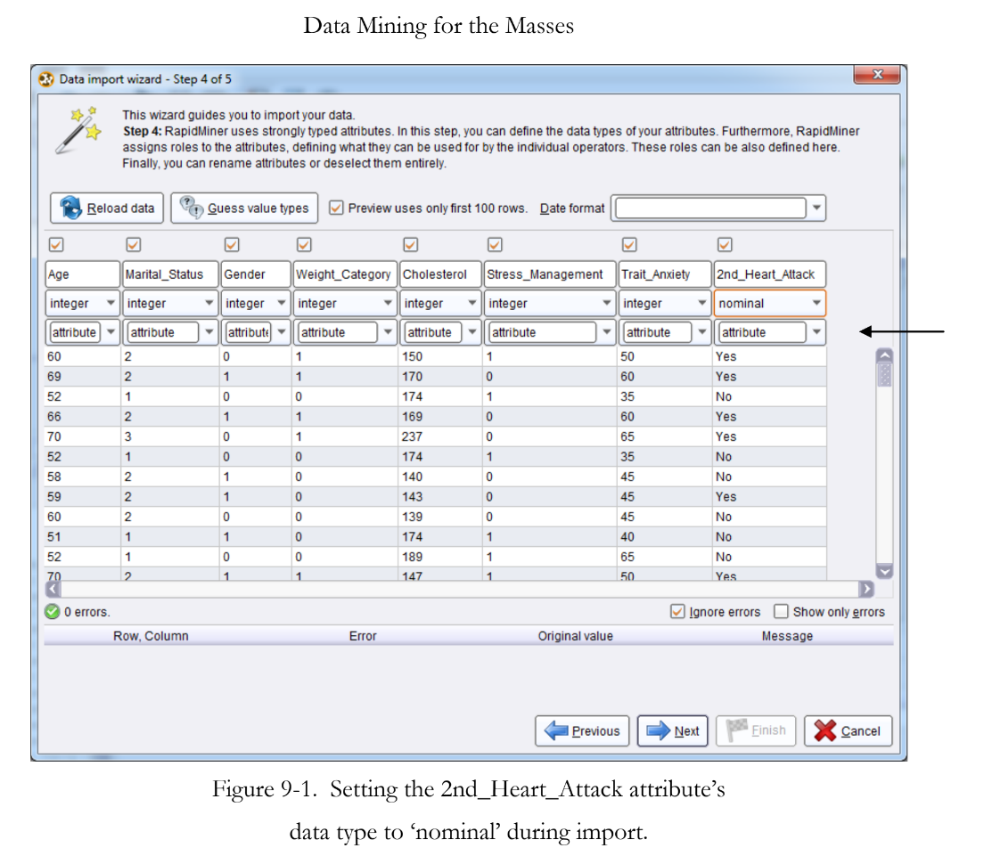 Data Mining for the Masses
Data import wizard - Step 4 of 5
This wizard guides you to import your data.
Step 4: RapidMiner uses strongly typed attributes. In this step, you can define the data types of your attributes. Furthermore, RapidMiner
assigns roles to the attributes, defining what they can be used for by the individual operators. These roles can be also defined here.
Finally, you can rename attributes or deselect them entirely.
Reload data Guess value types Preview uses only first 100 rows. Date format
Age Marital_Status Gender Weight_Category Cholesterol Stress_Management Trait_Anxiety 2nd_Heart_Attack
integer integer integer integer integer integer integer nominal
attribute attribute attribute attribute attribute attribute attribute attribute
60 2 0 1 150 1 50 Yes
69 2 1 1 170 0 60 Yes
52 1 0 0 174 1 35 No
66 2 1 1 169 0 60 Yes
70 3 0 1 237 0 65 Yes
52 1 0 0 174 1 35 No
58 2 1 0 140 0 45 No
59 2 1 0 143 0 45 Yes
60 2 0 0 139 0 45 No
51 1 1 0 174 1 40 No
52 1 0 0 189 1 65 No
70 2 1 1 147 1 50 Yes
0 errors. Ignore errors Show only errors
Row, Column Error Original value Message
Previous Next Finish Cancel
Figure 9-1. Setting the 2nd_Heart_Attack attribute's
data type to 'nominal' during import.